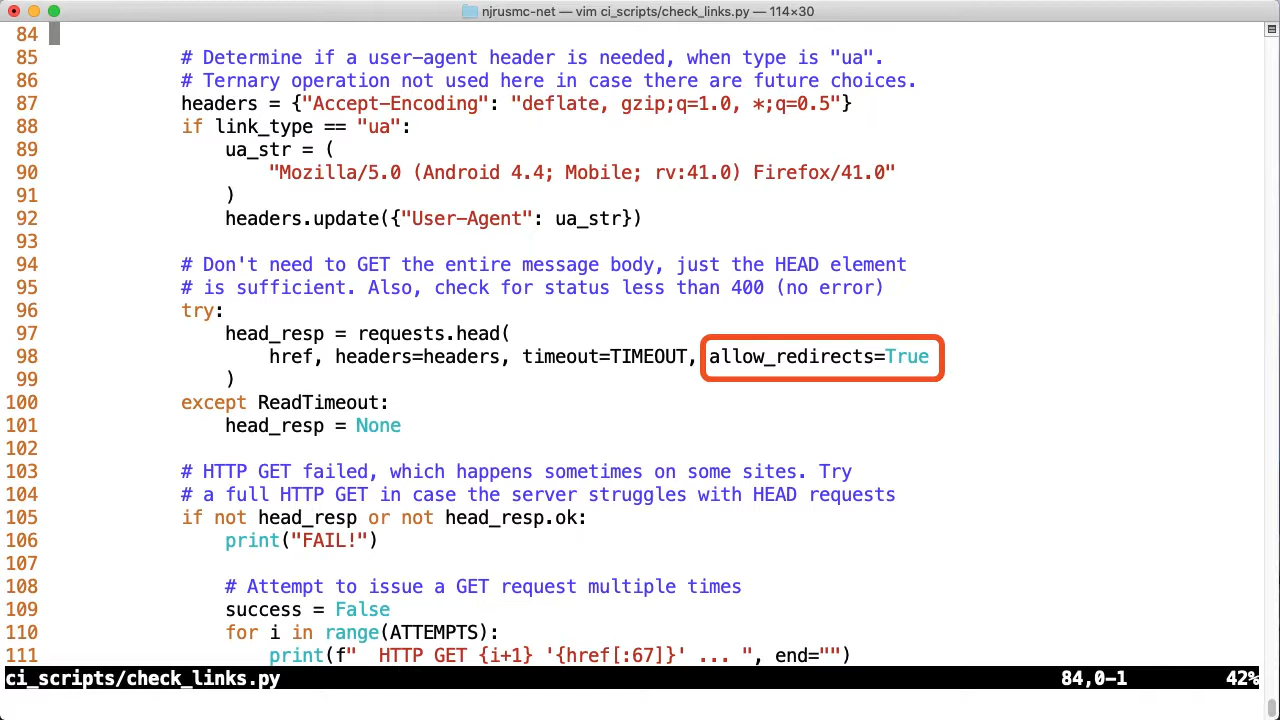 njrusmc-net — vim ci_scripts/check_links.py — 114×30
84
85 # Determine if a user-agent header is needed, when type is "ua".
86 # Ternary operation not used here in case there are future choices.
87 headers = {"Accept-Encoding": "deflate, gzip;q=1.0, *;q=0.5"}
88 if link_type == "ua":
89 ua_str = (
90 "Mozilla/5.0 (Android 4.4; Mobile; rv:41.0) Firefox/41.0"
91 )
92 headers.update({"User-Agent": ua_str})
93
94 # Don't need to GET the entire message body, just the HEAD element
95 # is sufficient. Also, check for status less than 400 (no error)
96 try:
97 head_resp = requests.head(
98 href, headers=headers, timeout=TIMEOUT, allow_redirects=True
99 )
100 except ReadTimeout:
101 head_resp = None
102
103 # HTTP GET failed, which happens sometimes on some sites. Try
104 # a full HTTP GET in case the server struggles with HEAD requests
105 if not head_resp or not head_resp.ok:
106 print("FAIL!")
107
108 # Attempt to issue a GET request multiple times
109 success = False
110 for i in range(ATTEMPTS):
111 print(f"  HTTP GET {i+1} '{href[:67]}' ... ", end="")
ci_scripts/check_links.py 84,0-1 42%